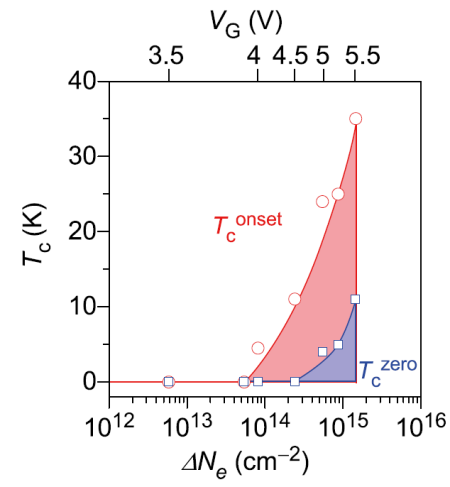 V_G (V)
3.5 4 4.5 5 5.5
40
30
20
10
0
T_c (K)
T_c^onset
T_c^zero
10^12 10^13 10^14 10^15 10^16
ΔN_e (cm^−2)